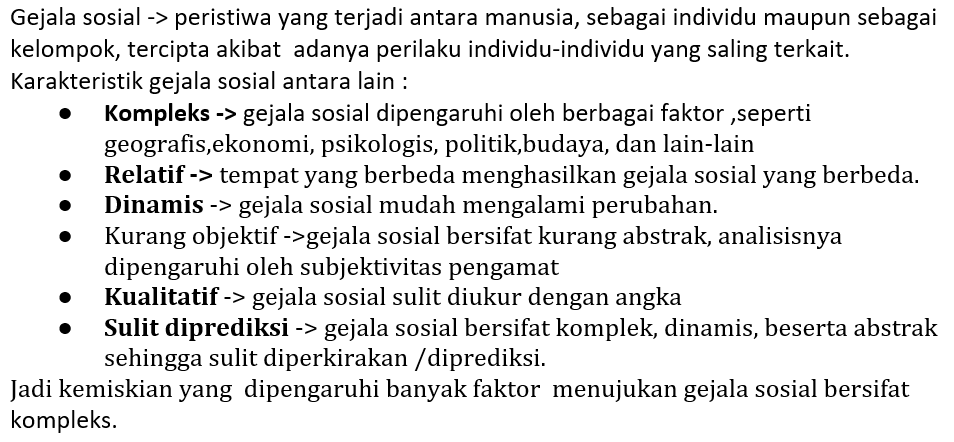 Gejala sosial -> peristiwa yang terjadi antara manusia, sebagai individu maupun sebagai
kelompok, tercipta akibat  adanya perilaku individu-individu yang saling terkait.
Karakteristik gejala sosial antara lain :
● Kompleks -> gejala sosial dipengaruhi oleh berbagai faktor ,seperti
geografis,ekonomi, psikologis, politik,budaya, dan lain-lain
● Relatif -> tempat yang berbeda menghasilkan gejala sosial yang berbeda.
● Dinamis -> gejala sosial mudah mengalami perubahan.
● Kurang objektif ->gejala sosial bersifat kurang abstrak, analisisnya
dipengaruhi oleh subjektivitas pengamat
● Kualitatif -> gejala sosial sulit diukur dengan angka
● Sulit diprediksi -> gejala sosial bersifat komplek, dinamis, beserta abstrak
sehingga sulit diperkirakan /diprediksi.
Jadi kemiskian yang  dipengaruhi banyak faktor  menujukan gejala sosial bersifat
kompleks.